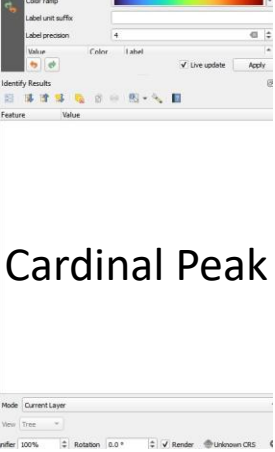 Color ramp
Label unit suffix
Label precision 4
Value Color Label
Live update Apply
Identify Results
Feature Value
Cardinal Peak
Mode Current Layer
View Tree
nifier 100% Rotation 0.0 ° Render Unknown CRS